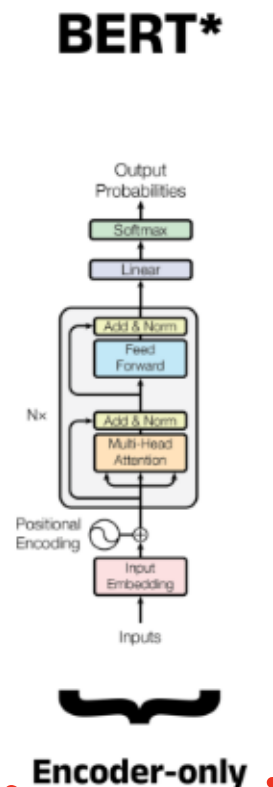 BERT*
Output
Probabilities
Softmax
Linear
Add & Norm
Feed
Forward
Nx
Add & Norm
Multi-Head
Attention
Positional
Encoding
Input
Embedding
Inputs
Encoder-only